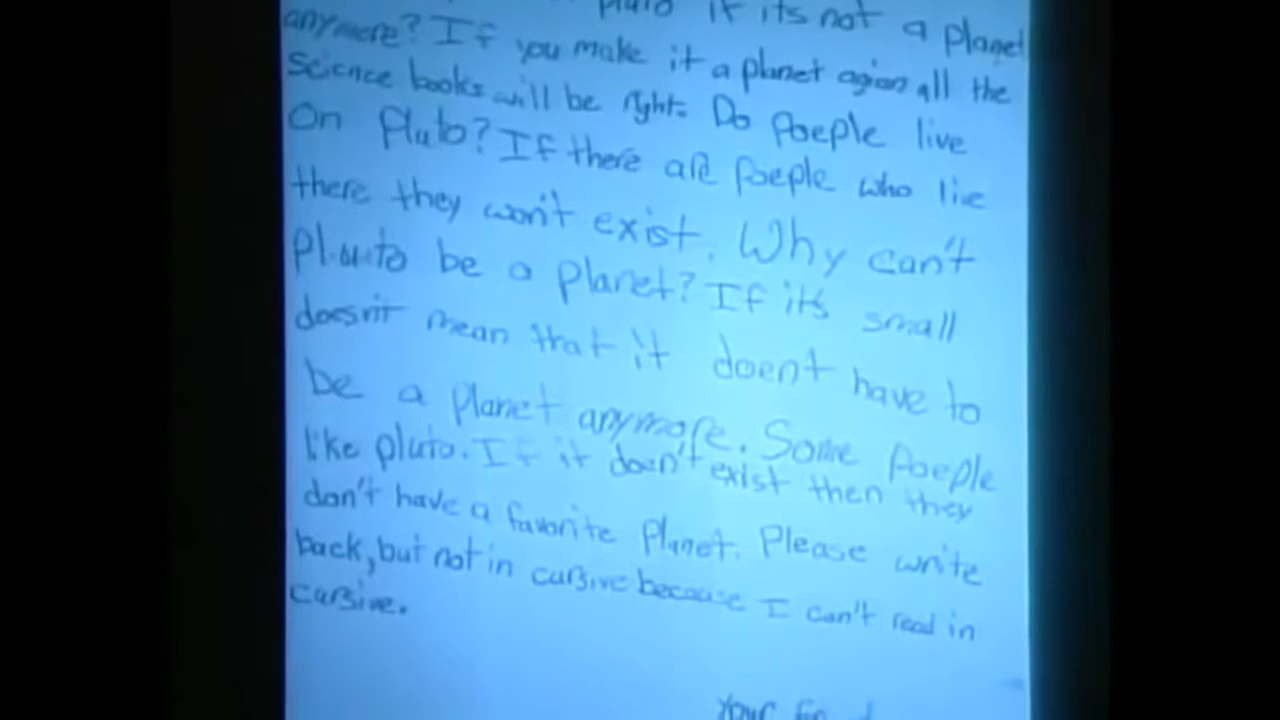 Pluto if its not a planet
anymore? If you make it a planet agian all the
science books will be right. Do Poeple live
On Pluto? If there are poeple who live
there they won't exist. Why can't
Plauto be a planet? If it's small
doesn't mean that it doent have to
be a planet anymore. Some poeple
like pluto. If it doen't exist then they
don't have a favorite Planet. Please write
back, but not in cursive because I can't read in
cursive.
Your